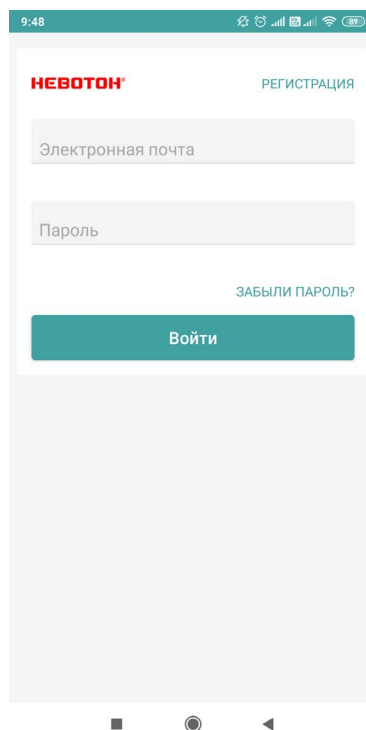 9:48
89
НЕВОТОН®
РЕГИСТРАЦИЯ
Электронная почта
Пароль
ЗАБЫЛИ ПАРОЛЬ?
Войти